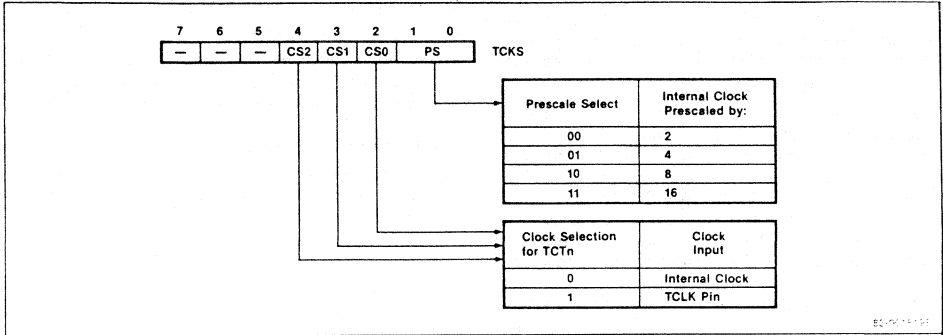 7 6 5 4 3 2 1 0
— — — CS2 CS1 CS0 PS TCKS
Prescale Select Internal Clock Prescaled by:
00 2
01 4
10 8
11 16
Clock Selection for TCTn Clock Input
0 Internal Clock
1 TCLK Pin